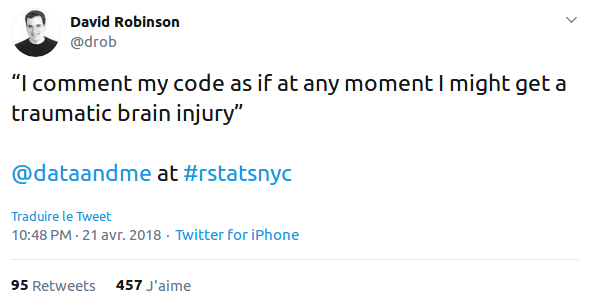 David Robinson
@drob
“I comment my code as if at any moment I might get a
traumatic brain injury”
@dataandme at #rstatsnyc
Traduire le Tweet
10:48 PM · 21 avr. 2018 · Twitter for iPhone
95 Retweets 457 J'aime